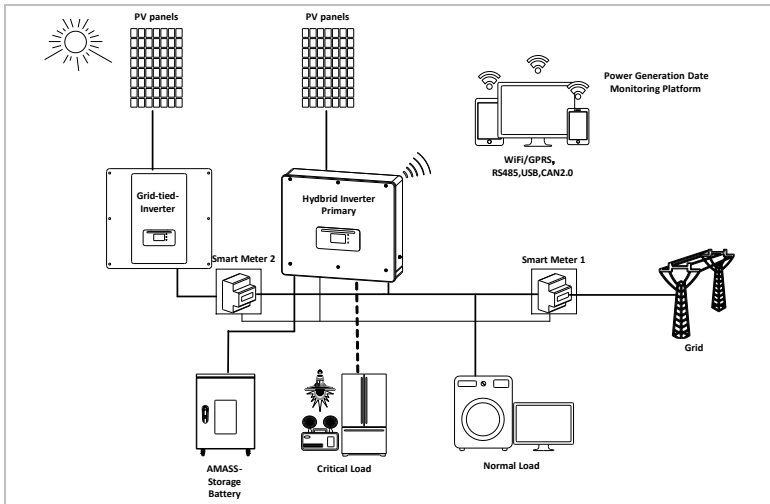 PV panels
PV panels
Power Generation Date
Monitoring Platform
WiFi/GPRS,
RS485,USB,CAN2.0
Grid-tied-
Inverter
Hydbrid Inverter
Primary
Smart Meter 2
Smart Meter 1
Grid
AMASS-
Storage
Battery
Critical Load
Normal Load